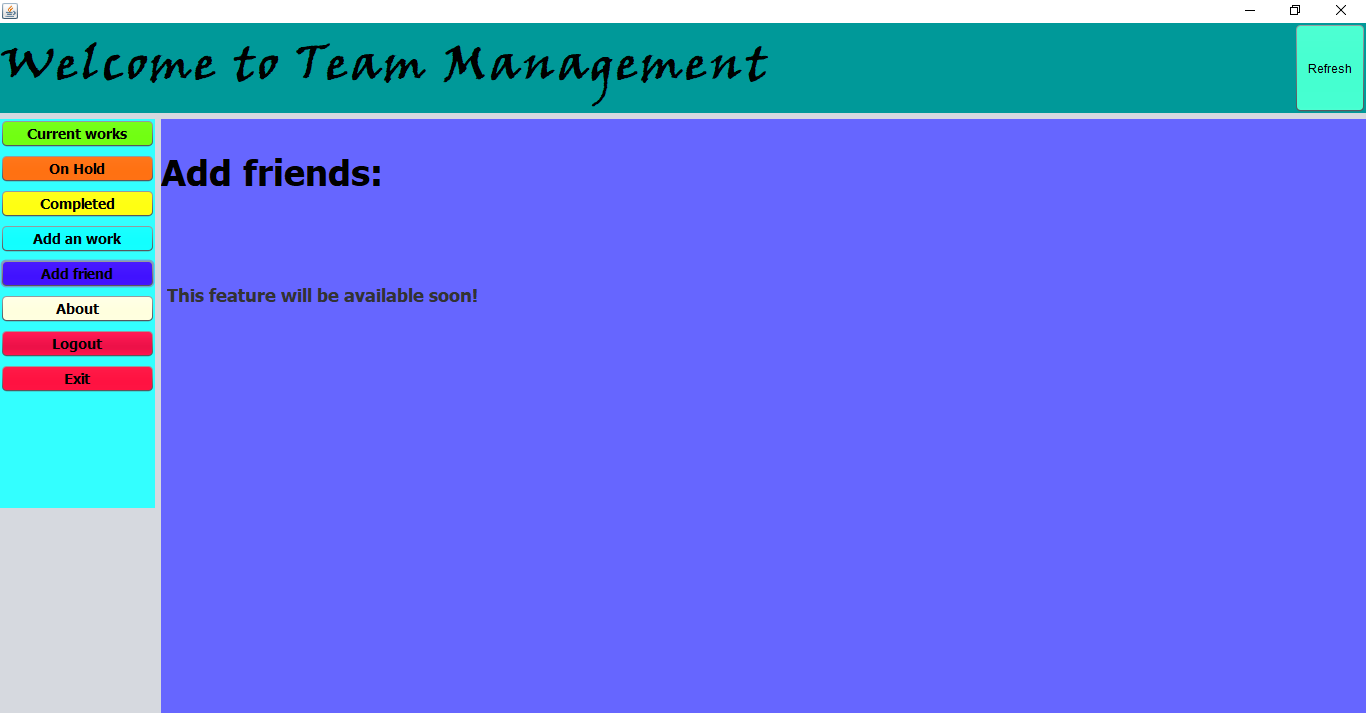 Welcome to Team Management
Refresh
Current works
On Hold
Completed
Add an work
Add friend
About
Logout
Exit
Add friends:
This feature will be available soon!